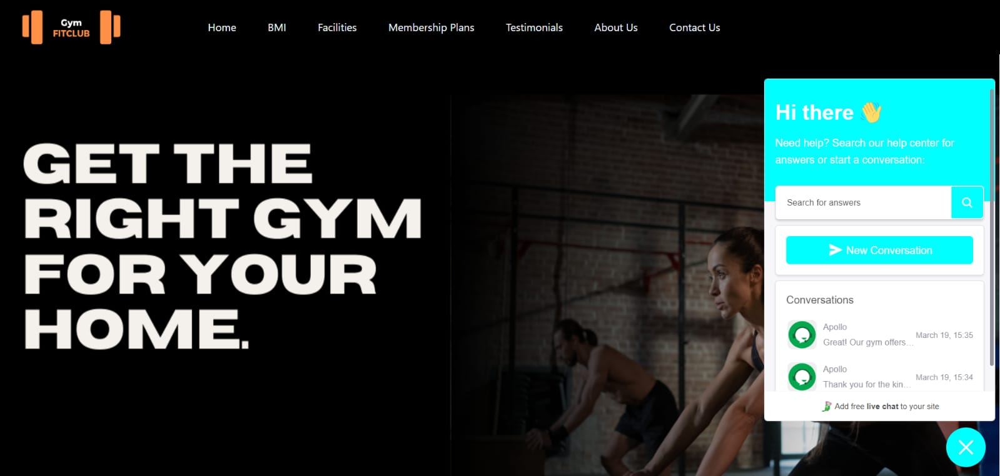 Gym
FITCLUB
Home BMI Facilities Membership Plans Testimonials About Us Contact Us
GET THE
RIGHT GYM
FOR YOUR
HOME.
Hi there 👋
Need help? Search our help center for
answers or start a conversation:
Search for answers
New Conversation
Conversations
Apollo
Great! Our gym offers... March 19, 15:35
Apollo
Thank you for the kin... March 19, 15:34
Add free live chat to your site